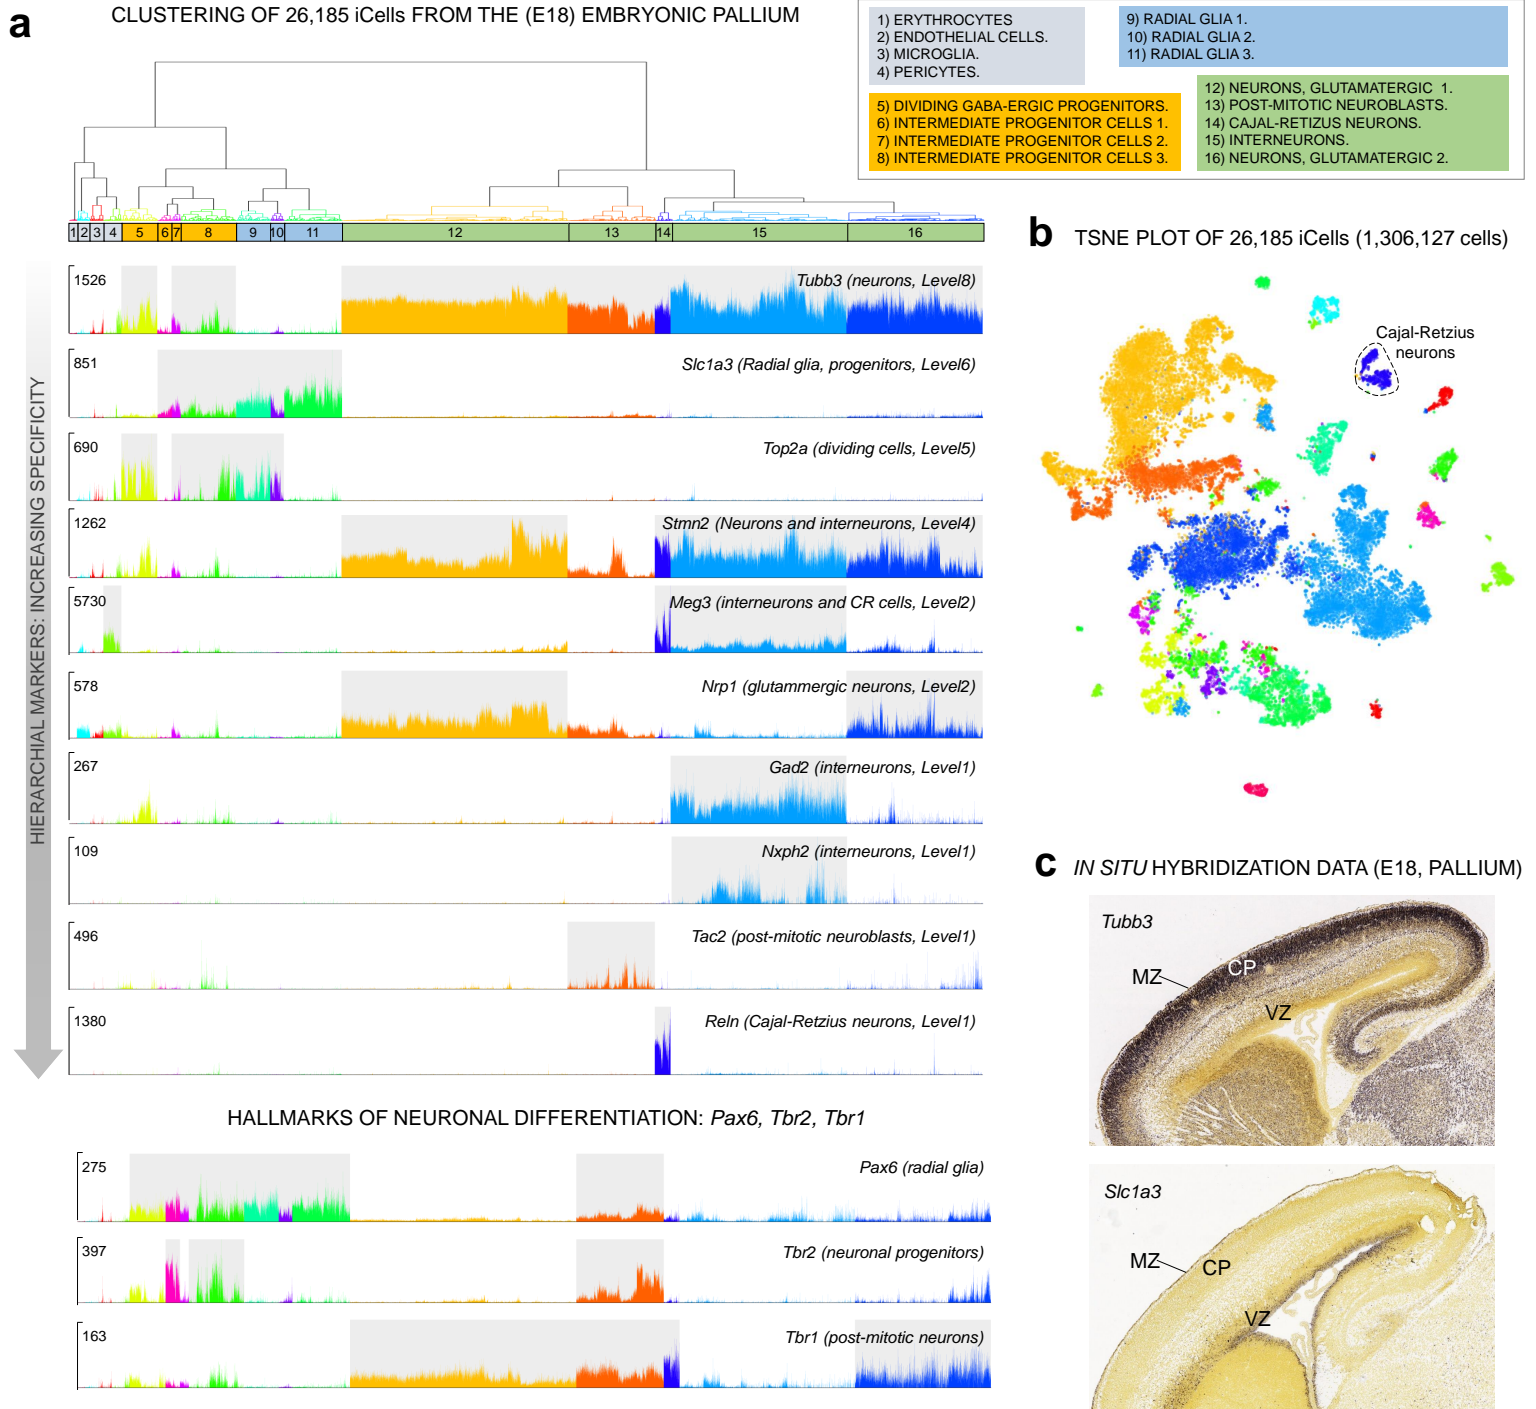 a
CLUSTERING OF 26,185 iCells FROM THE (E18) EMBRYONIC PALLIUM
1) ERYTHROCYTES
2) ENDOTHELIAL CELLS.
3) MICROGLIA.
4) PERICYTES.
5) DIVIDING GABA-ERGIC PROGENITORS.
6) INTERMEDIATE PROGENITOR CELLS 1.
7) INTERMEDIATE PROGENITOR CELLS 2.
8) INTERMEDIATE PROGENITOR CELLS 3.
9) RADIAL GLIA 1.
10) RADIAL GLIA 2.
11) RADIAL GLIA 3.
12) NEURONS, GLUTAMATERGIC 1.
13) POST-MITOTIC NEUROBLASTS.
14) CAJAL-RETIZUS NEURONS.
15) INTERNEURONS.
16) NEURONS, GLUTAMATERGIC 2.
1 2 3 4 5 6 7 8 9 10 11 12 13 14 15 16
HIERARCHIAL MARKERS: INCREASING SPECIFICITY
1526
Tubb3 (neurons, Level8)
851
Slc1a3 (Radial glia, progenitors, Level6)
690
Top2a (dividing cells, Level5)
1262
Stmn2 (Neurons and interneurons, Level4)
5730
Meg3 (interneurons and CR cells, Level2)
578
Nrp1 (glutammergic neurons, Level2)
267
Gad2 (interneurons, Level1)
109
Nxph2 (interneurons, Level1)
496
Tac2 (post-mitotic neuroblasts, Level1)
1380
Reln (Cajal-Retzius neurons, Level1)
HALLMARKS OF NEURONAL DIFFERENTIATION: Pax6, Tbr2, Tbr1
275
Pax6 (radial glia)
397
Tbr2 (neuronal progenitors)
163
Tbr1 (post-mitotic neurons)
b
TSNE PLOT OF 26,185 iCells (1,306,127 cells)
Cajal-Retzius
neurons
c
IN SITU HYBRIDIZATION DATA (E18, PALLIUM)
Tubb3
MZ
CP
VZ
Slc1a3
MZ
CP
VZ